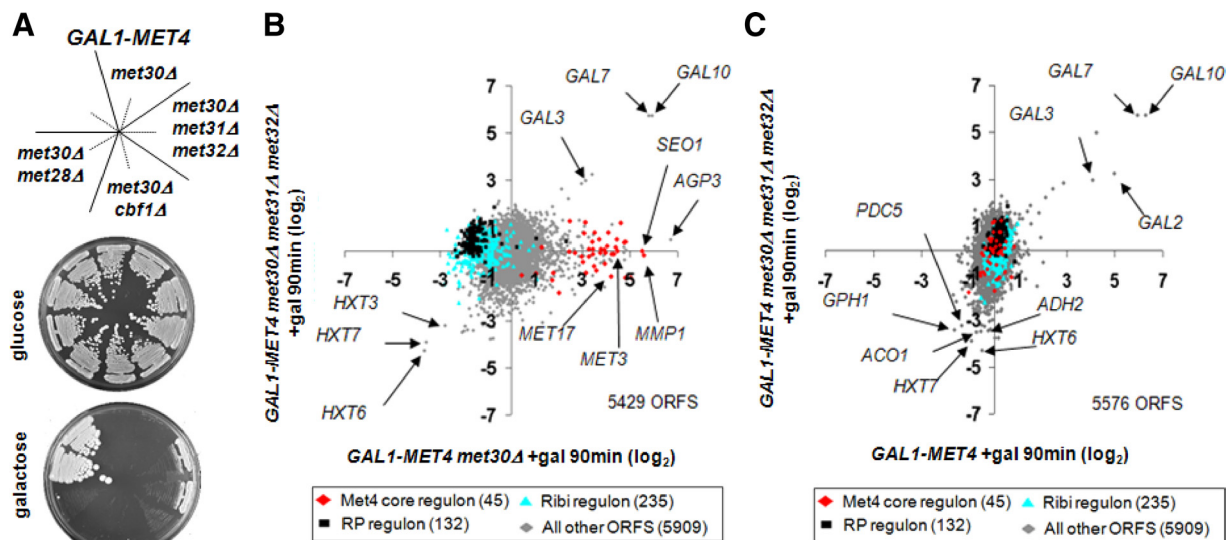 A
GAL1-MET4
met30Δ
met30Δ
met31Δ
met32Δ
met30Δ
met28Δ
met30Δ
cbf1Δ
glucose
galactose
B
GAL1-MET4 met30Δ met31Δ met32Δ
+gal 90min (log2)
7
5
3
1
-1
-3
-5
-7
-7 -5 -3 -1 1 3 5 7
GAL7
GAL10
GAL3
SEO1
AGP3
HXT3
HXT7
HXT6
MET17
MET3
MMP1
5429 ORFS
GAL1-MET4 met30Δ +gal 90min (log2)
Met4 core regulon (45)
Ribi regulon (235)
RP regulon (132)
All other ORFS (5909)
C
GAL1-MET4 met30Δ met31Δ met32Δ
+gal 90min (log2)
7
5
3
1
-1
-3
-5
-7
-7 -5 -3 -1 1 3 5 7
GAL7
GAL10
GAL3
GAL2
PDC5
GPH1
ADH2
ACO1
HXT6
HXT7
5576 ORFS
GAL1-MET4 +gal 90min (log2)
Met4 core regulon (45)
Ribi regulon (235)
RP regulon (132)
All other ORFS (5909)